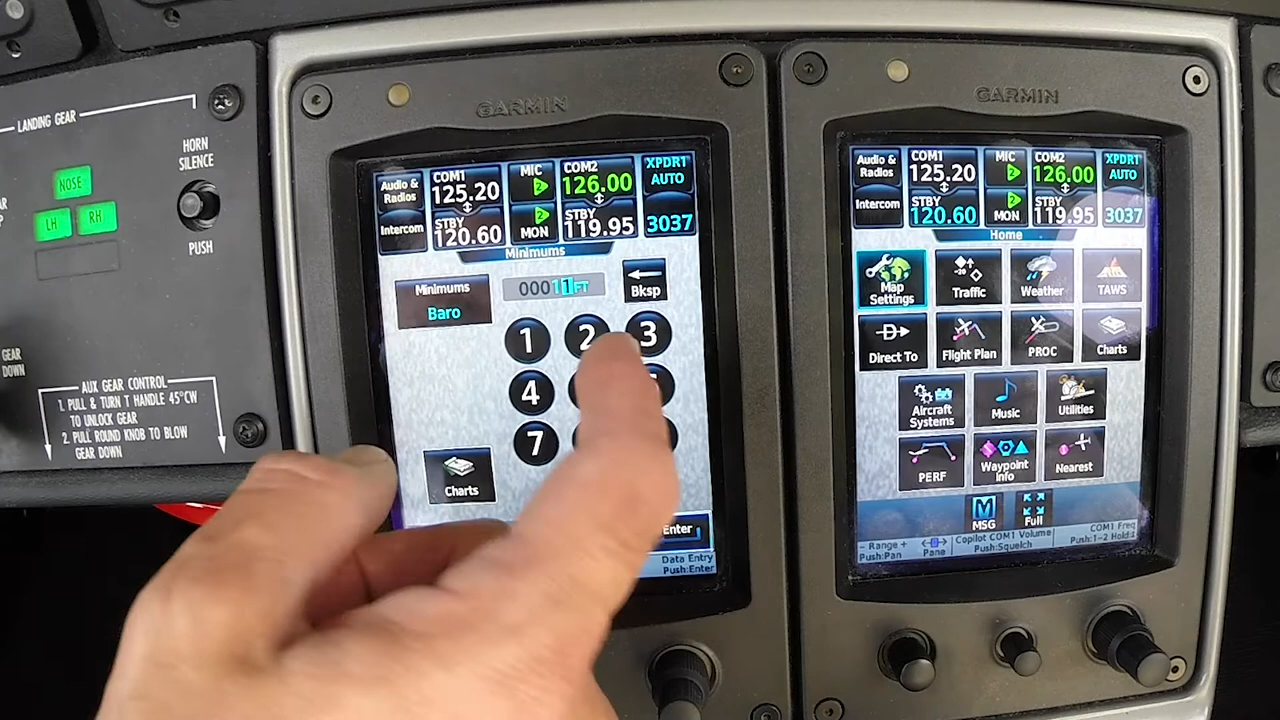 LANDING GEAR
HORN
SILENCE
NOSE
LH
RH
PUSH
GEAR
DOWN
AUX GEAR CONTROL
1. PULL & TURN T HANDLE 45°CW
TO UNLOCK GEAR
2. PULL ROUND KNOB TO BLOW
GEAR DOWN
GARMIN
Audio &
Radios
Intercom
COM1
125.20
STBY
120.60
MIC
MON
COM2
126.00
STBY
119.95
XPDR1
AUTO
3037
Minimums
Minimums
Baro
00011FT
Bksp
1
2
3
4
7
Charts
Enter
Data Entry
Push:Enter
GARMIN
Audio &
Radios
Intercom
COM1
125.20
STBY
120.60
MIC
MON
COM2
126.00
STBY
119.95
XPDR1
AUTO
3037
Home
Map
Settings
Traffic
Weather
TAWS
Direct To
Flight Plan
PROC
Charts
Aircraft
Systems
Music
Utilities
PERF
Waypoint
Info
Nearest
MSG
Full
- Range +
Push:Pan
Pane
Copilot COM1 Volume
Push:Squelch
COM1 Freq
Push:1-2 Hold:↕